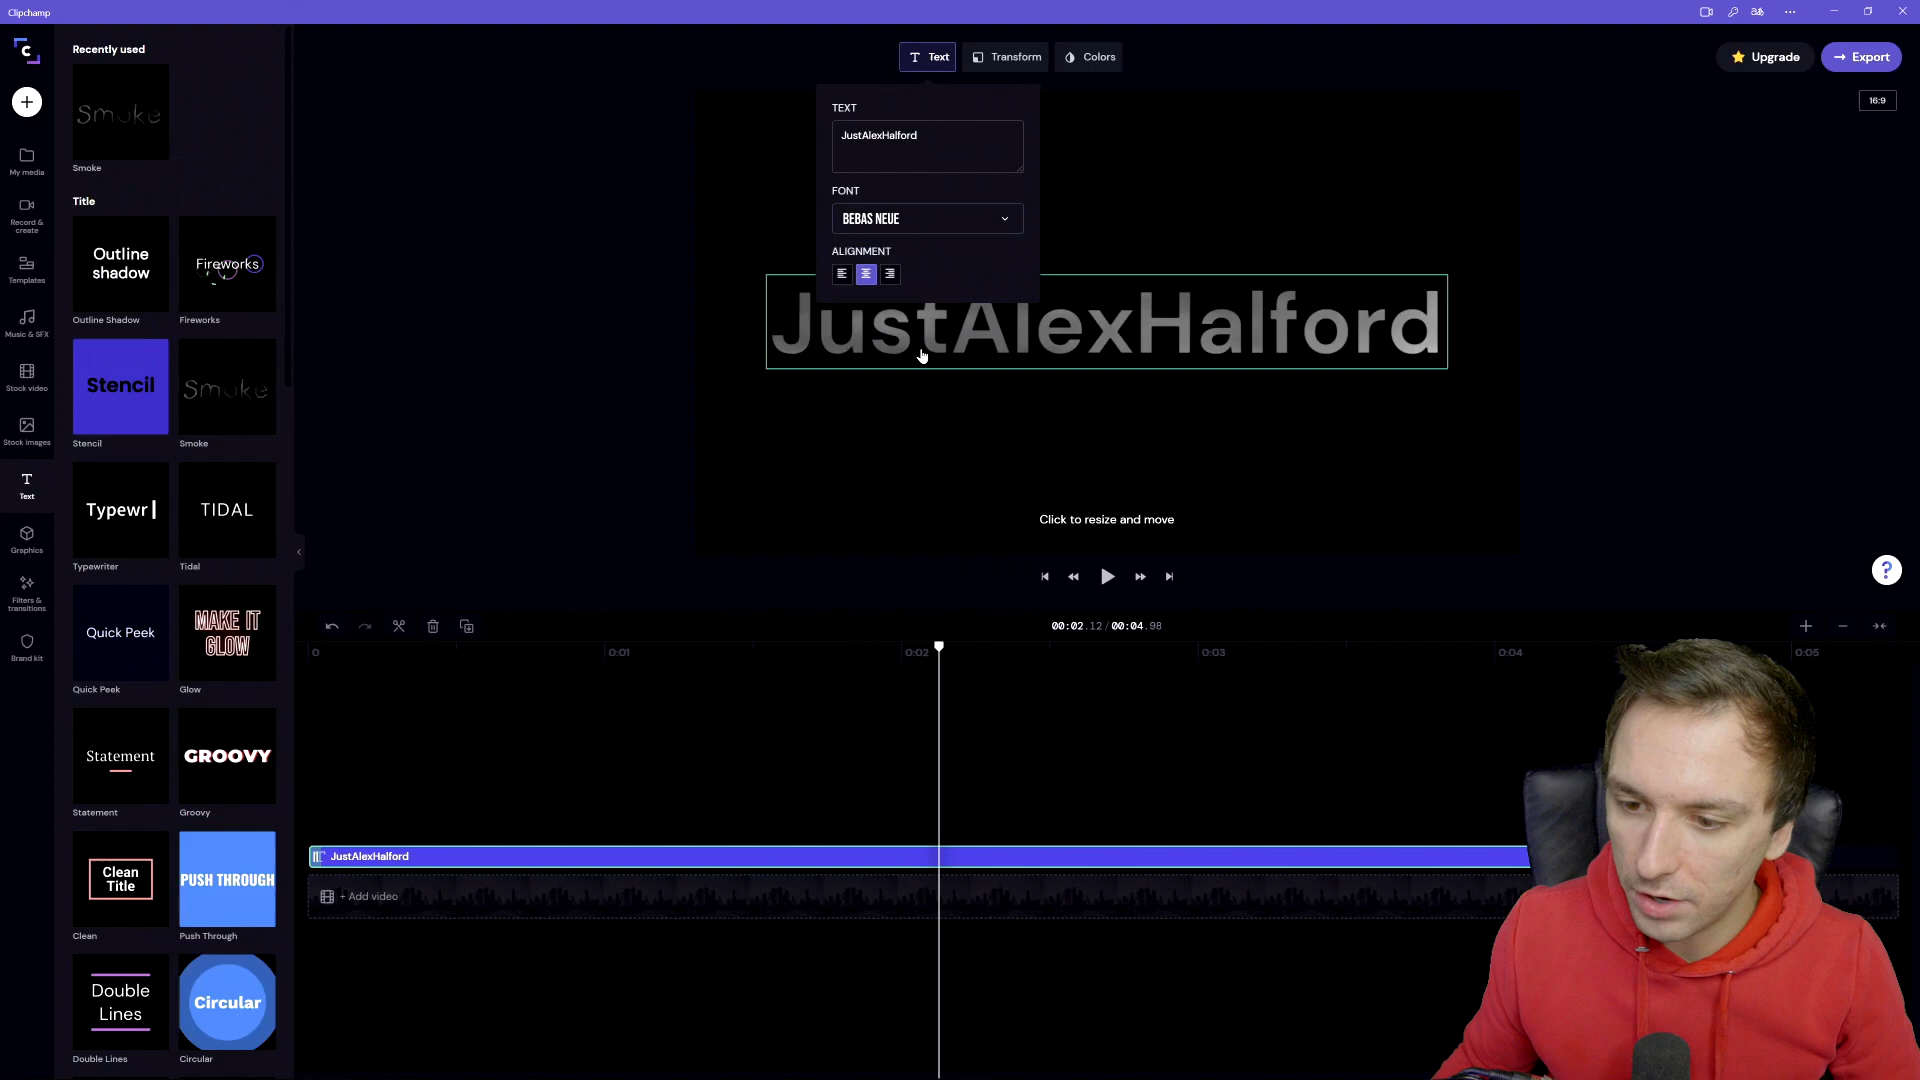 Clipchamp
Recently used
Smoke
Smoke
Title
Outline
shadow
Outline Shadow
Fireworks
Fireworks
Stencil
Stencil
Smoke
Smoke
Typewr
Typewriter
TIDAL
Tidal
Quick Peek
Quick Peek
MAKE IT
GLOW
Glow
Statement
Statement
GROOVY
Groovy
Clean
Title
Clean
PUSH THROUGH
Push Through
Double
Lines
Double Lines
Circular
Circular
My media
Record &
create
Templates
Music & SFX
Stock video
Stock images
Text
Graphics
Filters &
transitions
Brand kit
Text
Transform
Colors
Upgrade
Export
16:9
TEXT
JustAlexHalford
FONT
BEBAS NEUE
ALIGNMENT
JustAlexHalford
Click to resize and move
?
00:02.12 / 00:04.98
0
0:01
0:02
0:03
0:04
0:05
JustAlexHalford
+ Add video